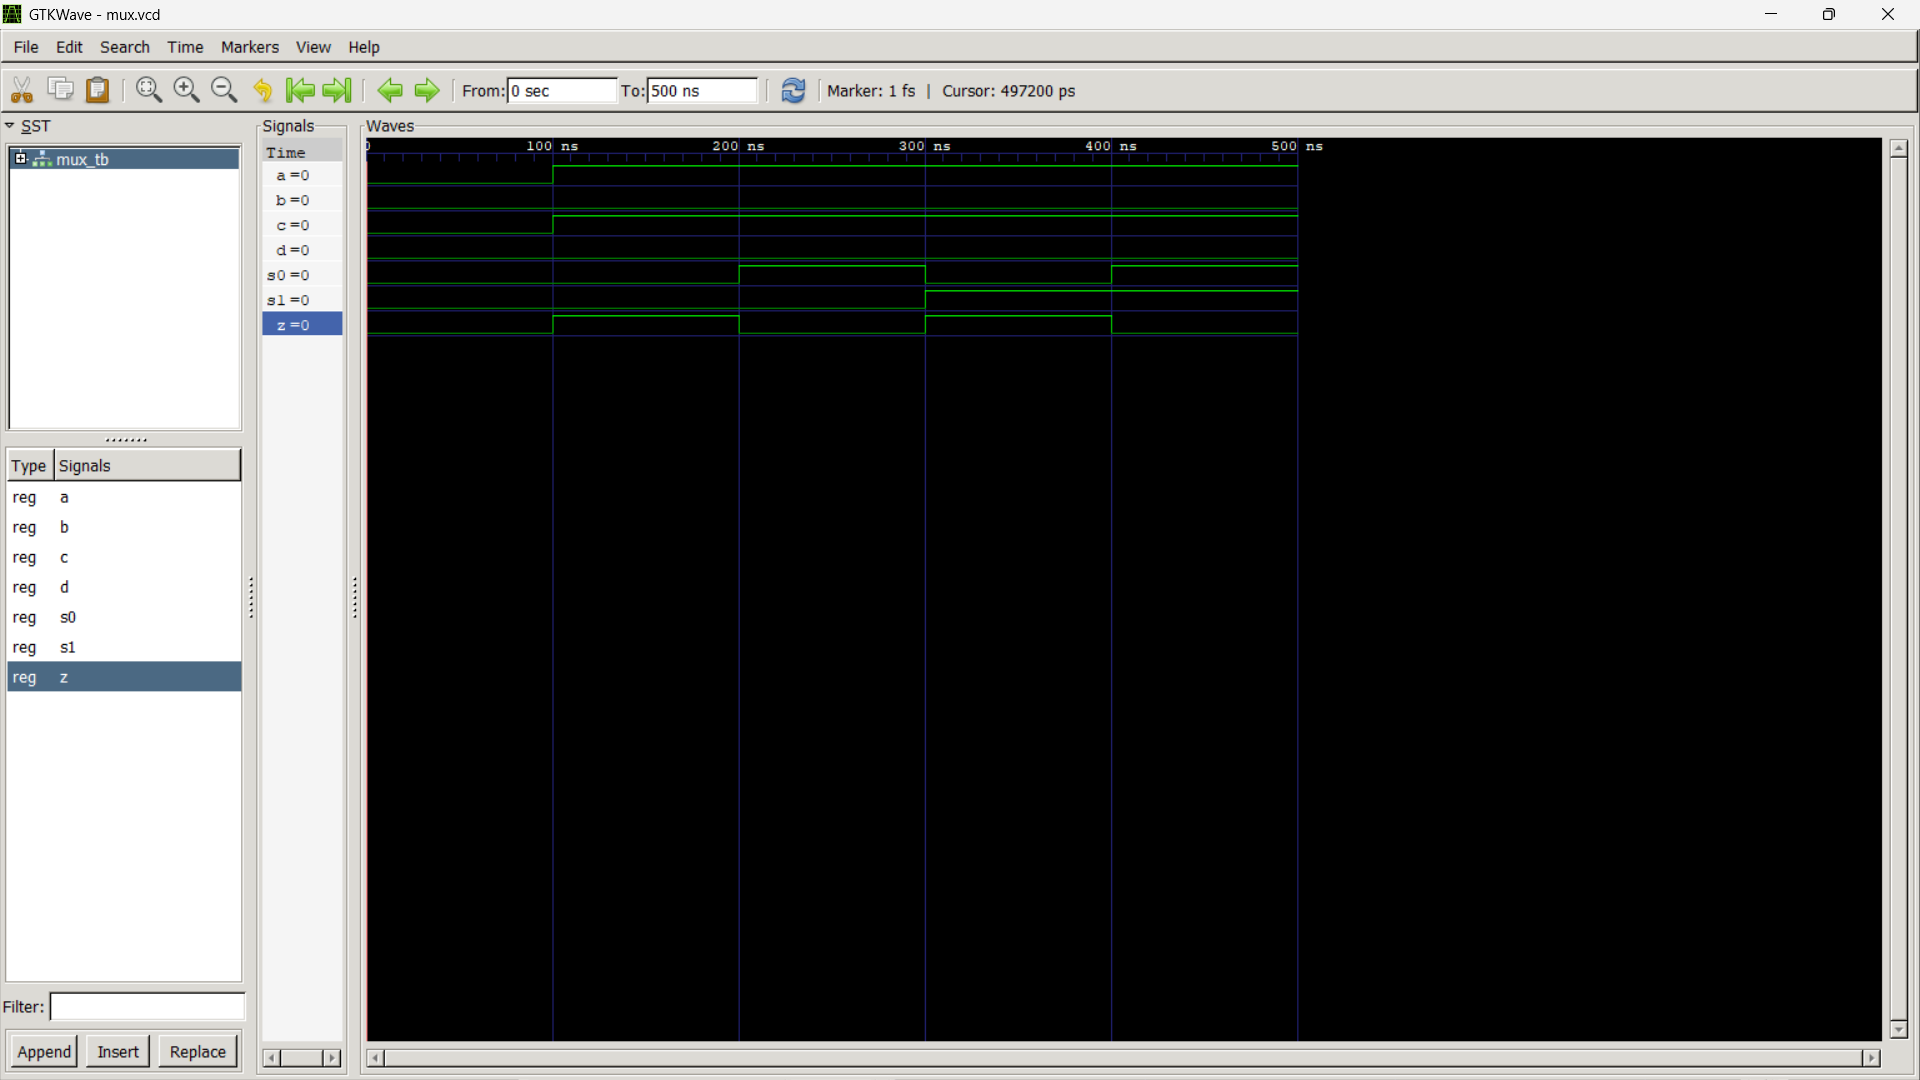 GTKWave - mux.vcd
File Edit Search Time Markers View Help
From: 0 sec To: 500 ns Marker: 1 fs | Cursor: 497200 ps
SST
mux_tb
Type Signals
reg a
reg b
reg c
reg d
reg s0
reg s1
reg z
Filter:
Append Insert Replace
Signals
Time
a=0
b=0
c=0
d=0
s0=0
s1=0
z=0
Waves
0 100 ns 200 ns 300 ns 400 ns 500 ns